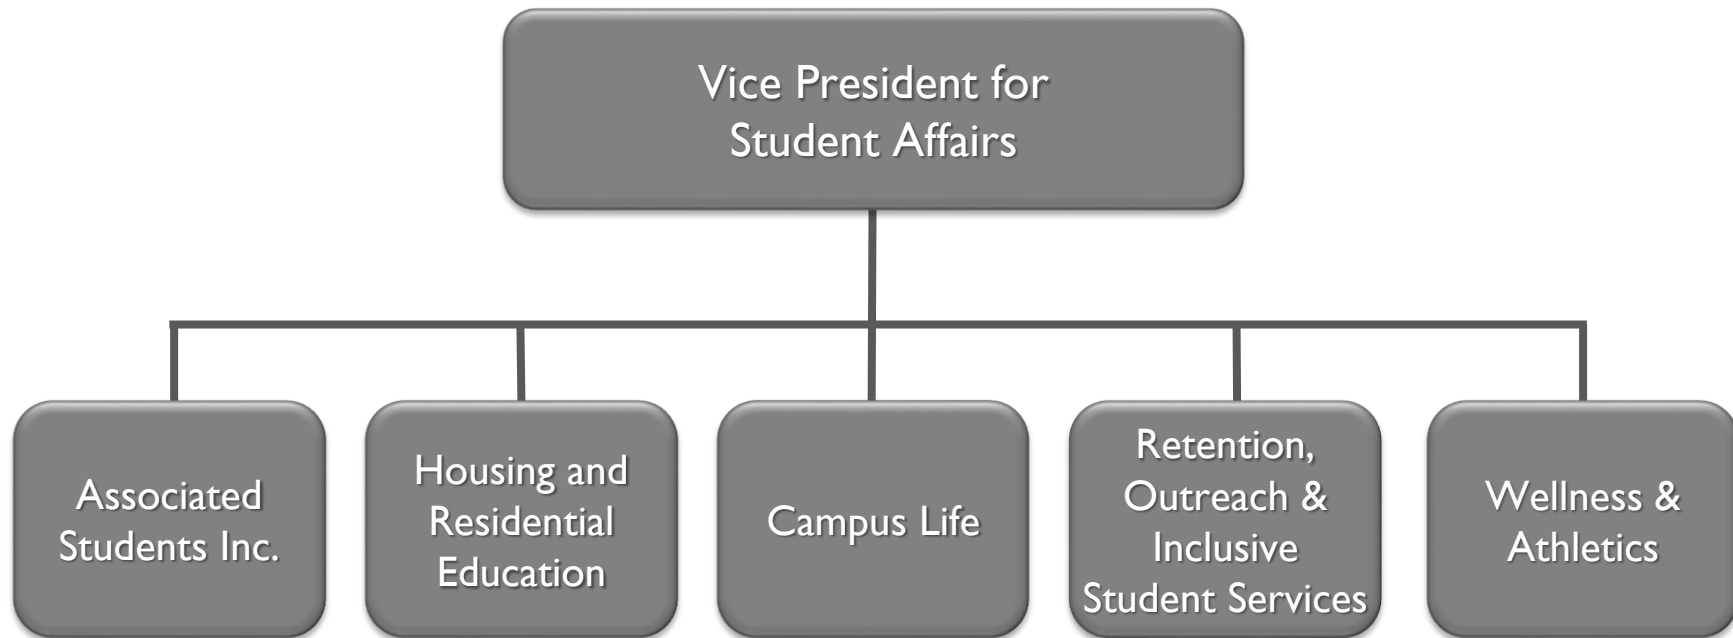 Vice President for
Student Affairs
Associated
Students Inc.
Housing and
Residential
Education
Campus Life
Retention,
Outreach &
Inclusive
Student Services
Wellness &
Athletics